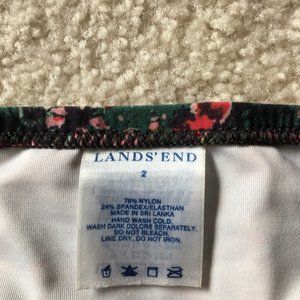 LANDS' END
2
76% NYLON
24% SPANDEX/ELASTHAN
MADE IN SRI LANKA
HAND WASH COLD.
WASH DARK COLORS SEPARATELY.
DO NOT BLEACH.
LINE DRY. DO NOT IRON.